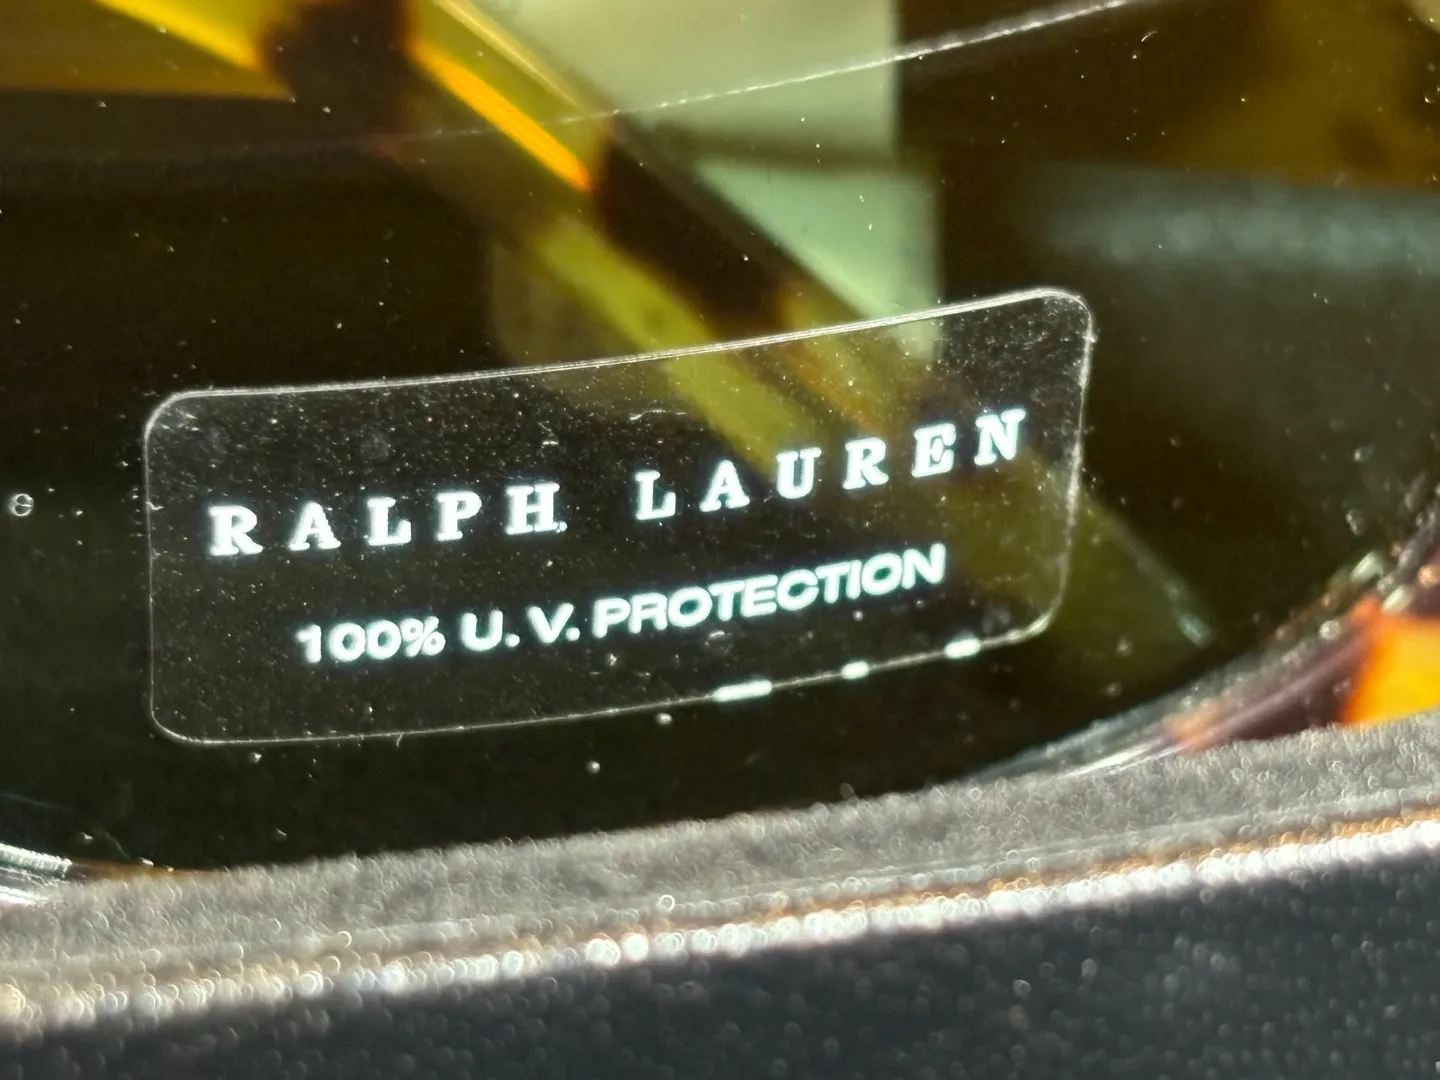 RALPH LAUREN
100% U.V. PROTECTION